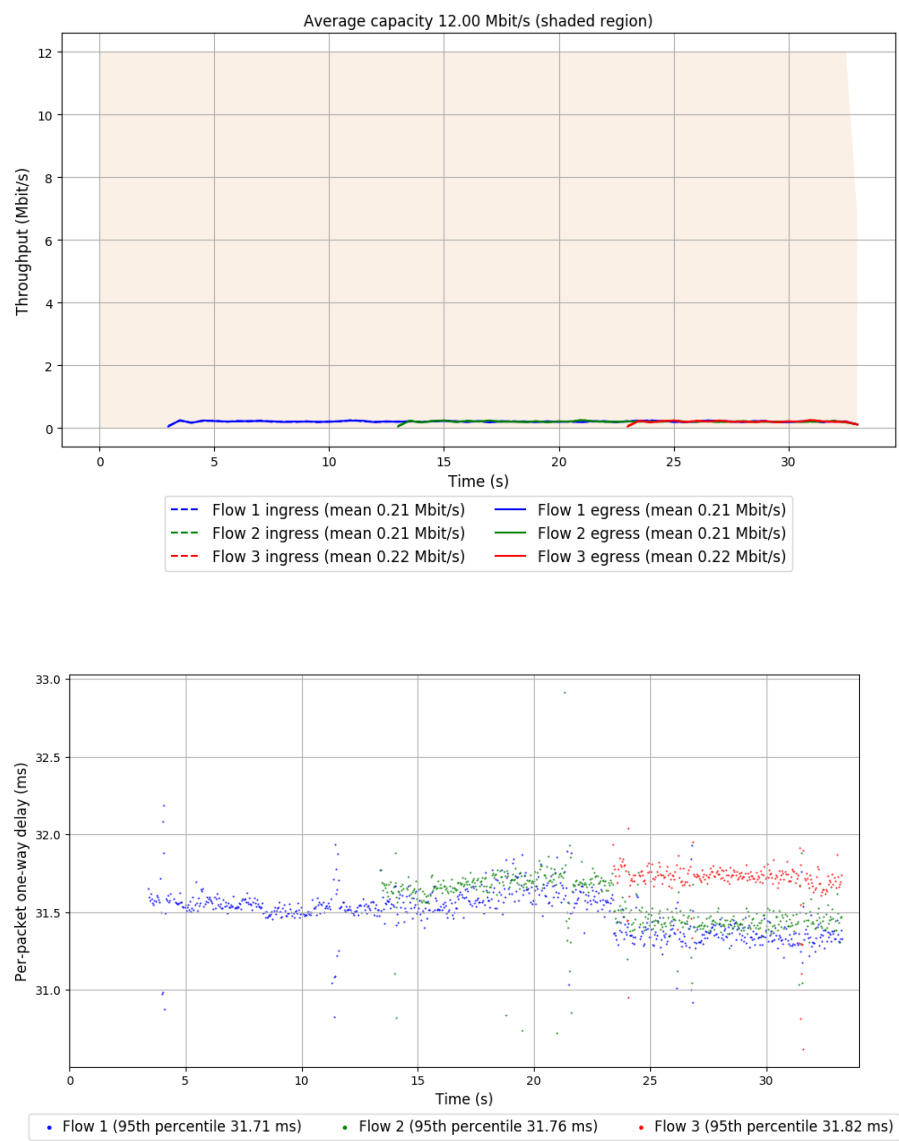 Average capacity 12.00 Mbit/s (shaded region)
Throughput (Mbit/s)
12
10
8
6
4
2
0
0 5 10 15 20 25 30
Time (s)
Flow 1 ingress (mean 0.21 Mbit/s) Flow 1 egress (mean 0.21 Mbit/s)
Flow 2 ingress (mean 0.21 Mbit/s) Flow 2 egress (mean 0.21 Mbit/s)
Flow 3 ingress (mean 0.22 Mbit/s) Flow 3 egress (mean 0.22 Mbit/s)
Per-packet one-way delay (ms)
33.0
32.5
32.0
31.5
31.0
0 5 10 15 20 25 30
Time (s)
Flow 1 (95th percentile 31.71 ms) Flow 2 (95th percentile 31.76 ms) Flow 3 (95th percentile 31.82 ms)